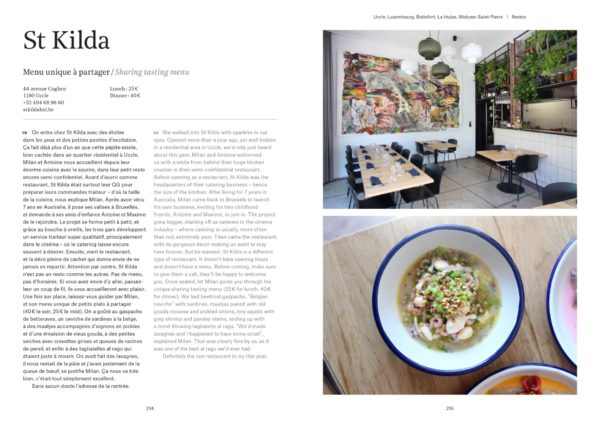 Uccle, Luxembourg, Boitsfort, La Hulpe, Woluwe-Saint-Pierre | Restos
St Kilda
Menu unique à partager / Sharing tasting menu
44 avenue Coghen
1180 Uccle
+32 494 68 96 60
stkildabxl.be
Lunch: 25€
Dinner: 40€
FR On entre chez St Kilda avec des étoiles
dans les yeux et des petites pointes d'excitation.
Ça fait déjà plus d'un an que cette pépite existe,
bien cachée dans un quartier résidentiel à Uccle.
Milan et Antoine nous accueillent depuis leur
énorme cuisine avec le sourire, dans leur petit resto
encore semi-confidentiel. Avant d'ouvrir comme
restaurant, St Kilda était surtout leur QG pour
préparer leurs commandes traiteur – d'où la taille
de la cuisine, nous explique Milan. Après avoir vécu
7 ans en Australie, il pose ses valises à Bruxelles,
et demande à ses amis d'enfance Antoine et Maxime
de le rejoindre. Le projet se forme petit à petit, et
grâce au bouche à oreille, les trois gars développent
un service traiteur super qualitatif, principalement
dans le cinéma – où le catering laisse encore
souvent à désirer. Ensuite, vient le restaurant,
et la déco pleine de cachet qui donne envie de ne
jamais en repartir. Attention par contre, St Kilda
n'est pas un resto comme les autres. Pas de menu,
pas d'horaires. Si vous avez envie d'y aller, passez-
leur un coup de fil, ils vous accueilleront avec plaisir.
Une fois sur place, laissez-vous guider par Milan,
et son menu unique de petits plats à partager
(40€ le soir, 25€ le midi). On a goûté au gaspacho
de betteraves, un ceviche de sardines à la belge,
à des maatjes accompagnés d'oignons en pickles
et d'une émulsion de vieux gouda, à des petites
seiches avec crevettes grises et queues de racines
de persil, et enfin à des tagliatelles al ragu qui
étaient juste à mourir. On avait fait des lasagnes,
il nous restait de la pâte et j'avais justement de la
queue de bœuf, se justifie Milan. Ça nous va très
bien, c'était tout simplement excellent.
Sans aucun doute l'adresse de la rentrée.
EN We walked into St Kilda with sparkles in our
eyes. Opened more than a year ago, yet well hidden
in a residential area in Uccle, we'd only just heard
about this gem. Milan and Antoine welcomed
us with a smile from behind their huge kitchen
counter in their semi-confidential restaurant.
Before opening as a restaurant, St Kilda was the
headquarters of their catering business – hence
the size of the kitchen. After living for 7 years in
Australia, Milan came back to Brussels to launch
his own business, inviting his two childhood
friends, Antoine and Maxime, to join in. The project
grew bigger, starting off as caterers in the cinema
industry – where catering is usually, more often
than not, extremely poor. Then came the restaurant,
with its gorgeous decor making us want to stay
here forever. But be warned: St Kilda is a different
type of restaurant. It doesn't have opening hours
and doesn't have a menu. Before coming, make sure
to give them a call, they'll be happy to welcome
you. Once seated, let Milan guide you through his
unique sharing tasting menu (25€ for lunch, 40€
for dinner). We had beetroot gazpacho, "Belgian
ceviche" with sardines, maatjes paired with old
gouda mousse and pickled onions, tiny squids with
grey shrimp and parsley stems, ending up with
a mind-blowing tagliatelle al ragu. "We'd made
lasagnas and I happened to have some oxtail",
explained Milan. That was clearly fine by us, as it
was one of the best al ragu we'd ever had.
Definitely the one restaurant to try this year.
214
215